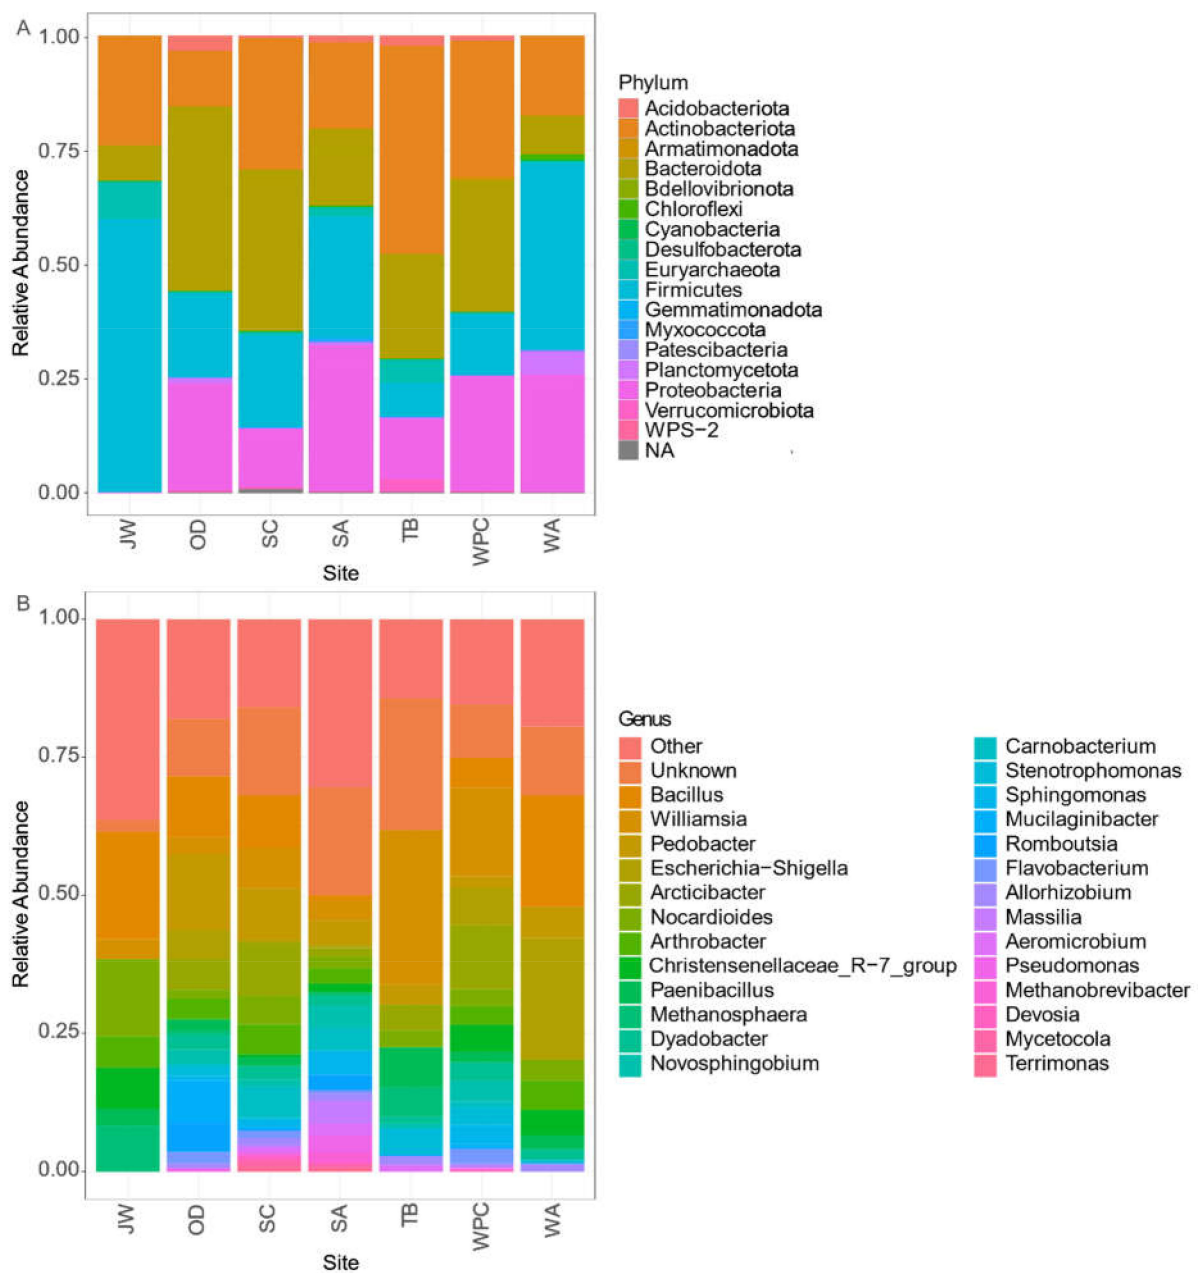 A
1.00
0.75
0.50
0.25
0.00
Relative Abundance
JW
OD
SC
SA
TB
WPC
WA
Site
Phylum
Acidobacteriota
Actinobacteriota
Armatimonadota
Bacteroidota
Bdellovibrionota
Chloroflexi
Cyanobacteria
Desulfobacterota
Euryarchaeota
Firmicutes
Gemmatimonadota
Myxococcota
Patescibacteria
Planctomycetota
Proteobacteria
Verrucomicrobiota
WPS−2
NA
B
1.00
0.75
0.50
0.25
0.00
Relative Abundance
JW
OD
SC
SA
TB
WPC
WA
Site
Genus
Other
Unknown
Bacillus
Williamsia
Pedobacter
Escherichia−Shigella
Arcticibacter
Nocardioides
Arthrobacter
Christensenellaceae_R−7_group
Paenibacillus
Methanosphaera
Dyadobacter
Novosphingobium
Carnobacterium
Stenotrophomonas
Sphingomonas
Mucilaginibacter
Romboutsia
Flavobacterium
Allorhizobium
Massilia
Aeromicrobium
Pseudomonas
Methanobrevibacter
Devosia
Mycetocola
Terrimonas